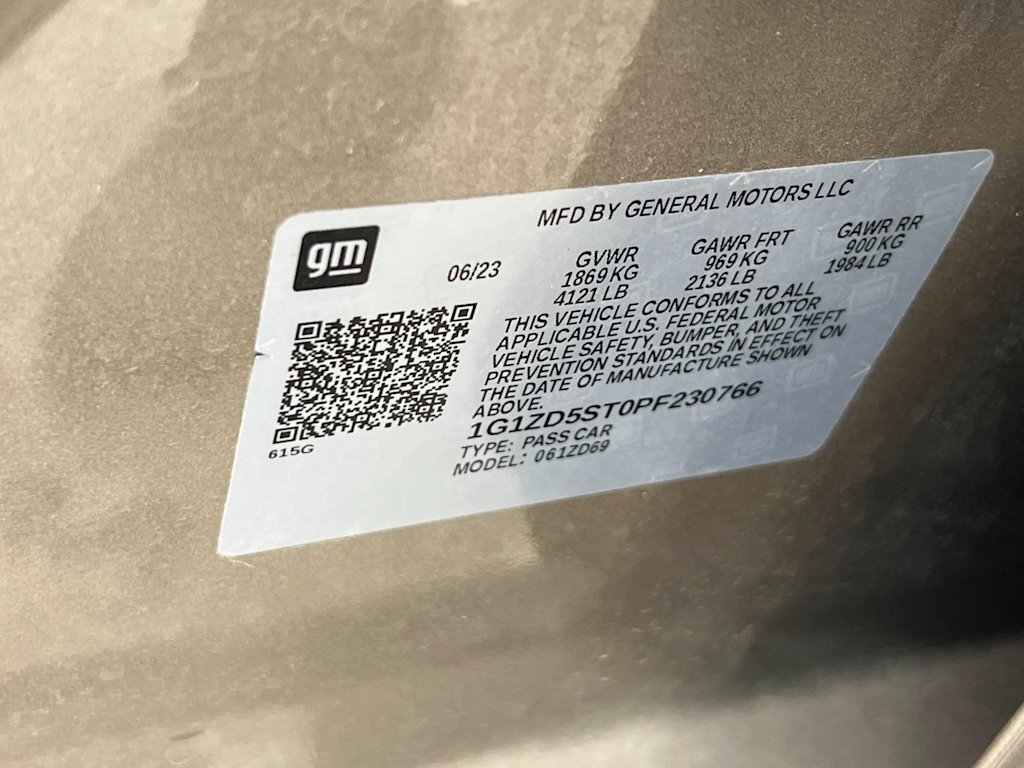 MFD BY GENERAL MOTORS LLC
gm
06/23
GVWR
1869 KG
4121 LB
GAWR FRT
969 KG
2136 LB
GAWR RR
900 KG
1984 LB
THIS VEHICLE CONFORMS TO ALL
APPLICABLE U.S. FEDERAL MOTOR
VEHICLE SAFETY, BUMPER, AND THEFT
PREVENTION STANDARDS IN EFFECT ON
THE DATE OF MANUFACTURE SHOWN
ABOVE.
1G1ZD5ST0PF230766
TYPE: PASS CAR
MODEL: 061ZD69
615G